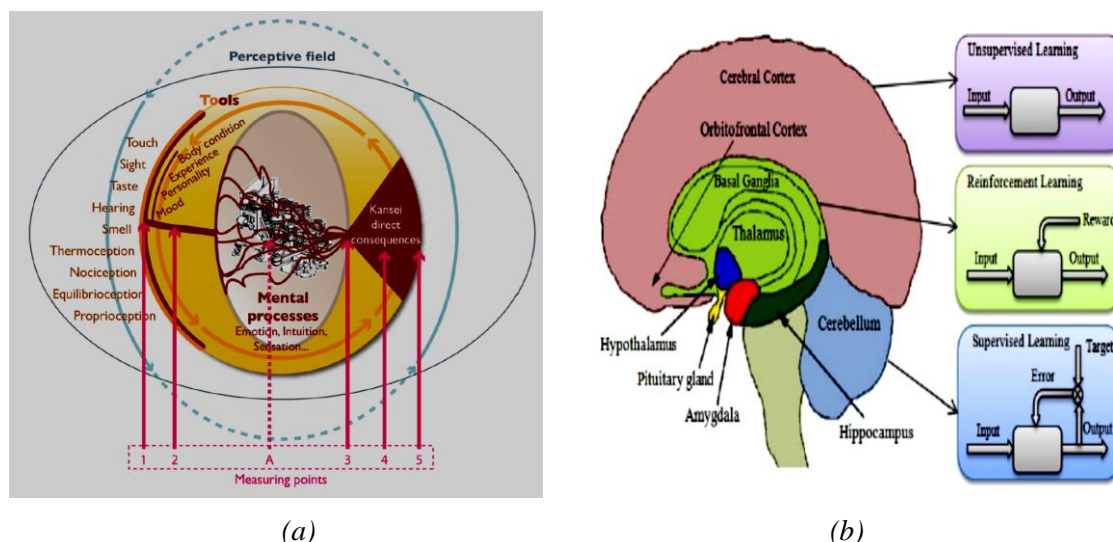 Perceptive field
Tools
Touch
Sight
Taste
Hearing
Smell
Thermoception
Nociception
Equilibrioception
Proprioception
Body condition
Experience
Personality
Mood
Kansei
direct
consequences
Mental
processes
Emotion, Intuition,
Sensation...
1 2 A 3 4 5
Measuring points
(a)
Cerebral Cortex
Orbitofrontal Cortex
Basal Ganglia
Thalamus
Hypothalamus
Pituitary gland
Amygdala
Cerebellum
Hippocampus
Unsupervised Learning
Input Output
Reinforcement Learning
Reward
Input Output
Supervised Learning
Target
Error
Input Output
(b)